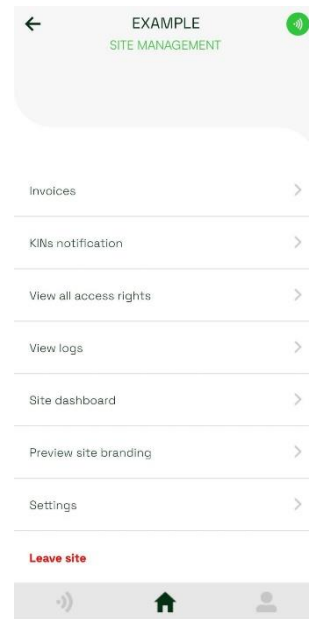 EXAMPLE
SITE MANAGEMENT
Invoices
KINs notification
View all access rights
View logs
Site dashboard
Preview site branding
Settings
Leave site